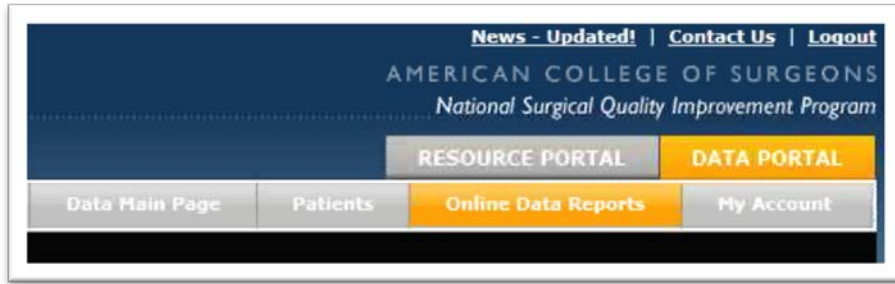 News - Updated! | Contact Us | Logout
AMERICAN COLLEGE OF SURGEONS
National Surgical Quality Improvement Program
RESOURCE PORTAL DATA PORTAL
Data Main Page Patients Online Data Reports My Account